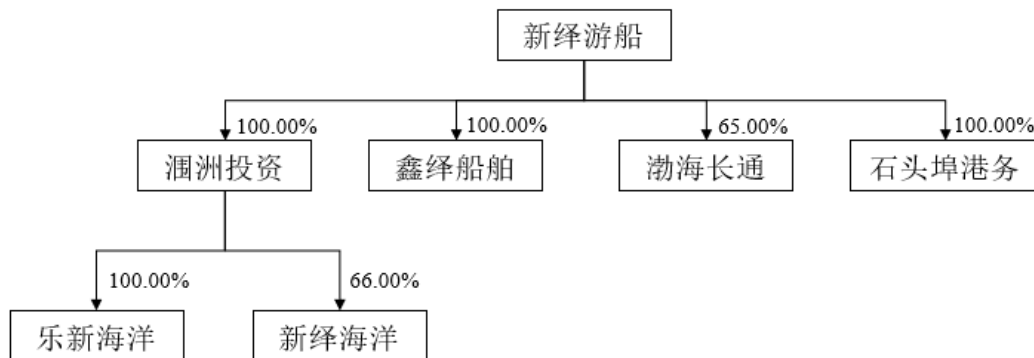 新绎游船
100.00%
100.00%
65.00%
100.00%
涠洲投资
鑫绎船舶
渤海长通
石头埠港务
100.00%
66.00%
乐新海洋
新绎海洋